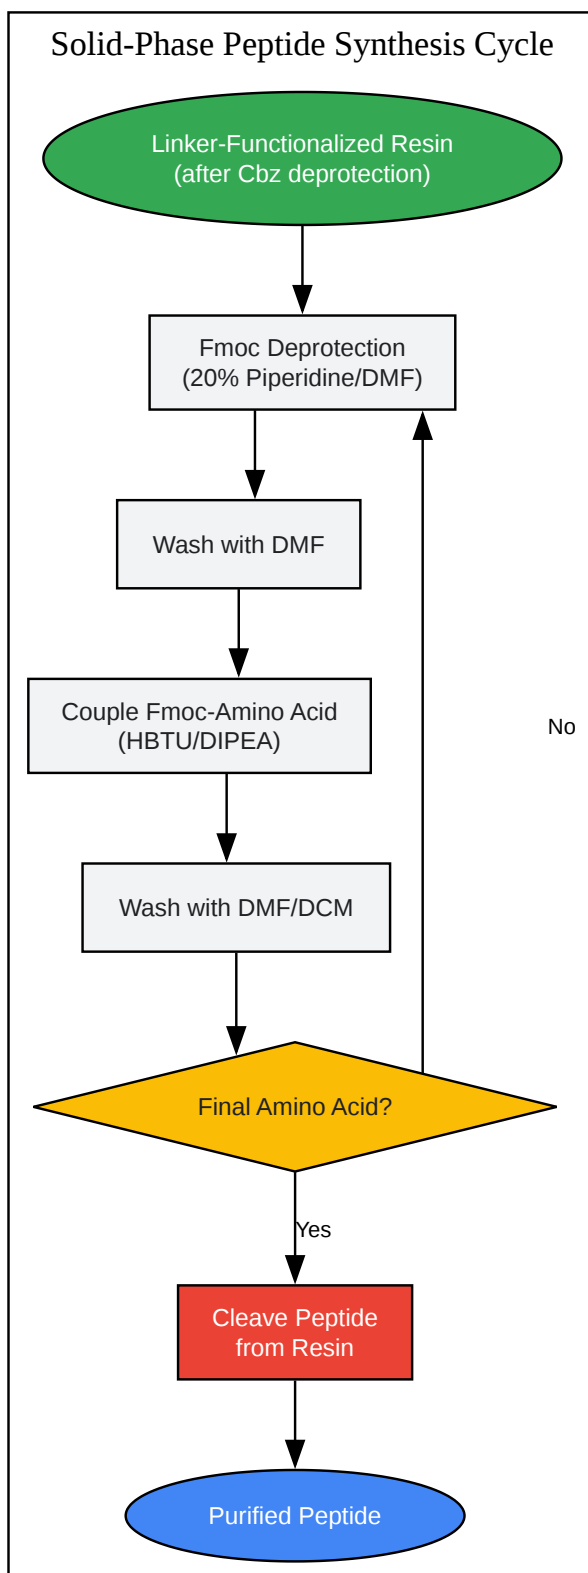 Solid-Phase Peptide Synthesis Cycle
Linker-Functionalized Resin
(after Cbz deprotection)
Fmoc Deprotection
(20% Piperidine/DMF)
Wash with DMF
Couple Fmoc-Amino Acid
(HBTU/DIPEA)
No
Wash with DMF/DCM
Final Amino Acid?
Yes
Cleave Peptide
from Resin
Purified Peptide